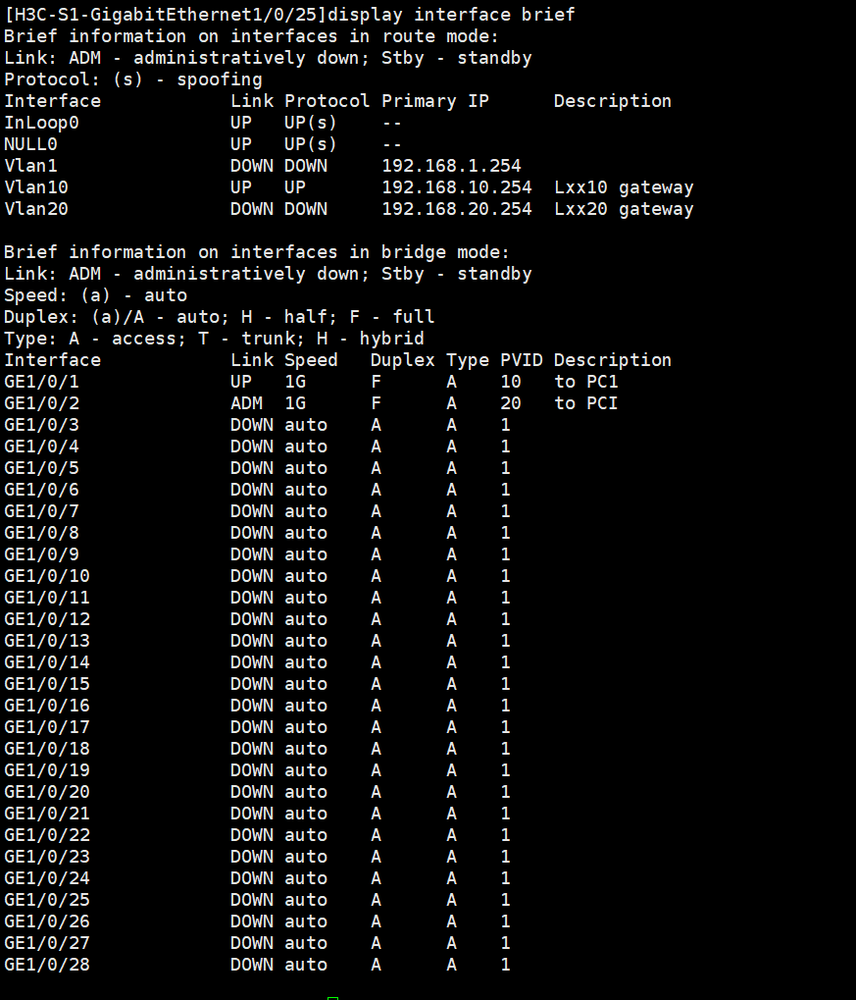 [H3C-S1-GigabitEthernet1/0/25]display interface brief
Brief information on interfaces in route mode:
Link: ADM - administratively down; Stby - standby
Protocol: (s) - spoofing
Interface            Link Protocol Primary IP      Description
InLoop0              UP   UP(s)    --
NULL0                UP   UP(s)    --
Vlan1                DOWN DOWN     192.168.1.254
Vlan10               UP   UP       192.168.10.254  Lxx10 gateway
Vlan20               DOWN DOWN     192.168.20.254  Lxx20 gateway

Brief information on interfaces in bridge mode:
Link: ADM - administratively down; Stby - standby
Speed: (a) - auto
Duplex: (a)/A - auto; H - half; F - full
Type: A - access; T - trunk; H - hybrid
Interface            Link Speed   Duplex Type PVID Description
GE1/0/1              UP   1G      F      A    10   to PC1
GE1/0/2              ADM  1G      F      A    20   to PCI
GE1/0/3              DOWN auto    A      A    1
GE1/0/4              DOWN auto    A      A    1
GE1/0/5              DOWN auto    A      A    1
GE1/0/6              DOWN auto    A      A    1
GE1/0/7              DOWN auto    A      A    1
GE1/0/8              DOWN auto    A      A    1
GE1/0/9              DOWN auto    A      A    1
GE1/0/10             DOWN auto    A      A    1
GE1/0/11             DOWN auto    A      A    1
GE1/0/12             DOWN auto    A      A    1
GE1/0/13             DOWN auto    A      A    1
GE1/0/14             DOWN auto    A      A    1
GE1/0/15             DOWN auto    A      A    1
GE1/0/16             DOWN auto    A      A    1
GE1/0/17             DOWN auto    A      A    1
GE1/0/18             DOWN auto    A      A    1
GE1/0/19             DOWN auto    A      A    1
GE1/0/20             DOWN auto    A      A    1
GE1/0/21             DOWN auto    A      A    1
GE1/0/22             DOWN auto    A      A    1
GE1/0/23             DOWN auto    A      A    1
GE1/0/24             DOWN auto    A      A    1
GE1/0/25             DOWN auto    A      A    1
GE1/0/26             DOWN auto    A      A    1
GE1/0/27             DOWN auto    A      A    1
GE1/0/28             DOWN auto    A      A    1